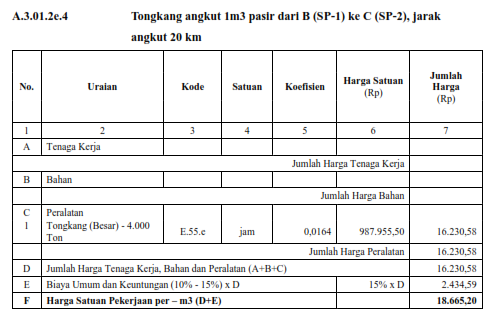 A.3.01.2e.4 Tongkang angkut 1m3 pasir dari B (SP-1) ke C (SP-2), jarak
angkut 20 km
No. Uraian Kode Satuan Koefisien Harga Satuan (Rp) Jumlah Harga (Rp)
1 2 3 4 5 6 7
A Tenaga Kerja
Jumlah Harga Tenaga Kerja
B Bahan
Jumlah Harga Bahan
C Peralatan
1 Tongkang (Besar) - 4.000 Ton E.55.e jam 0,0164 987.955,50 16.230,58
Jumlah Harga Peralatan 16.230,58
D Jumlah Harga Tenaga Kerja, Bahan dan Peralatan (A+B+C) 16.230,58
E Biaya Umum dan Keuntungan (10% - 15%) x D 15% x D 2.434,59
F Harga Satuan Pekerjaan per – m3 (D+E) 18.665,20